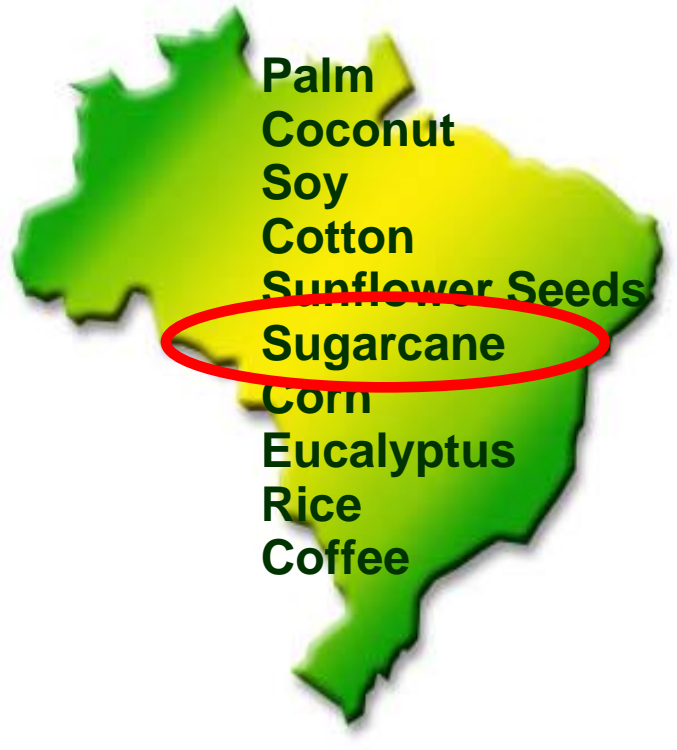 Palm
Coconut
Soy
Cotton
Sunflower Seeds
Sugarcane
Corn
Eucalyptus
Rice
Coffee